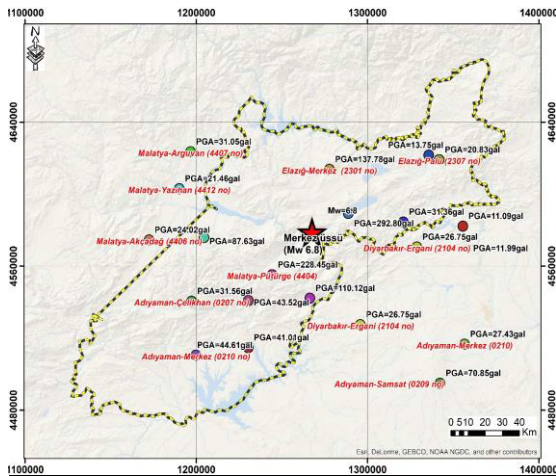 1100000 1200000 1300000 1400000
N
4640000 4640000
PGA=31.05gal
Malatya-Arguvan (4407 no)
PGA=13.75gal
PGA=20.83gal
Elazığ-Palu (2307 no)
PGA=137.78gal
Elazığ-Merkez (2301 no)
PGA=21.46gal
Malatya-Yazıhan (4412 no)
Mw=6.8
PGA=31.36gal
PGA=292.80gal
PGA=11.09gal
PGA=24.02gal
Malatya-Akçadağ (4406 no)
PGA=87.63gal
Merkez üssü
(Mw 6.8)
PGA=26.75gal
Diyarbakır-Ergani (2104 no)
PGA=11.99gal
4560000 4560000
PGA=228.45gal
Malatya-Pütürge (4404)
PGA=31.56gal
Adıyaman-Çelikhan (0207 no)
PGA=43.52gal
PGA=110.12gal
PGA=26.75gal
Diyarbakır-Ergani (2104 no)
PGA=27.43gal
Adıyaman-Merkez (0210)
PGA=44.61gal
Adıyaman-Merkez (0210 no)
PGA=41.01gal
PGA=70.85gal
Adıyaman-Samsat (0209 no)
4480000 4480000
0 5 10 20 30 40
Km
Esri, DeLorme, GEBCO, NOAA NGDC, and other contributors
1100000 1200000 1300000 1400000